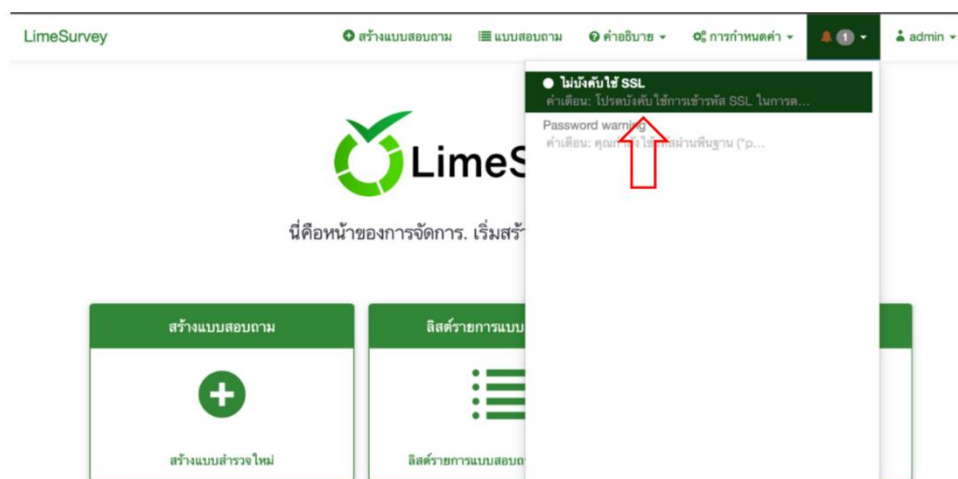 LimeSurvey
สร้างแบบสอบถาม
แบบสอบถาม
คำอธิบาย
การกำหนดค่า
1
admin
ไม่บังคับใช้ SSL
คำเตือน: โปรดบังคับใช้การเข้ารหัส SSL ในการต...
Password warning
คำเตือน: คุณกำลังใช้รหัสผ่านพื้นฐาน ("p...
LimeS
นี่คือหน้าของการจัดการ. เริ่มสร้า
สร้างแบบสอบถาม
ลิสต์รายการแบบ
สร้างแบบสำรวจใหม่
ลิสต์รายการแบบสอบถ